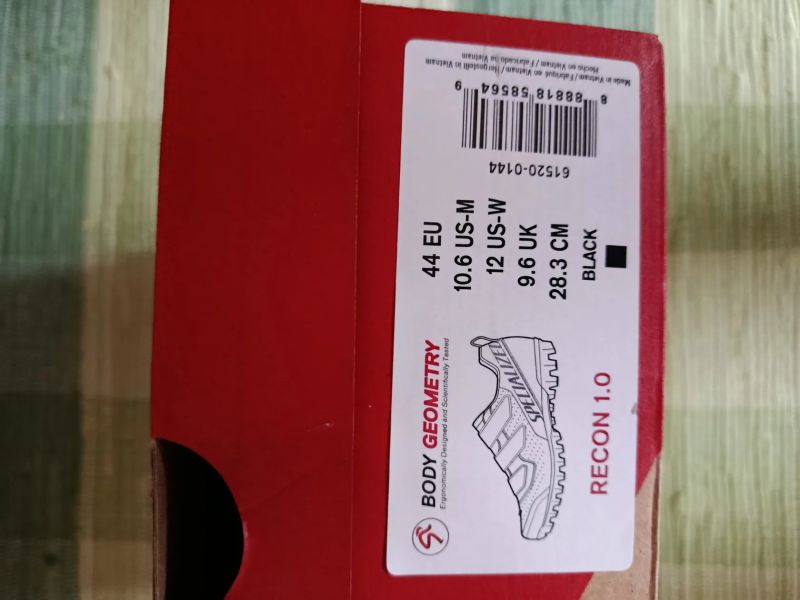 BODY GEOMETRY
Ergonomically Designed and Scientifically Tested
SPECIALIZED
RECON 1.0
44 EU
10.6 US-M
12 US-W
9.6 UK
28.3 CM
BLACK
61520-0144
8 88818 58564 9
Made in Vietnam / Fabriqué en Vietnam / Hergestellt in Vietnam
Hecho en Vietnam / Fabricado na Vietnam